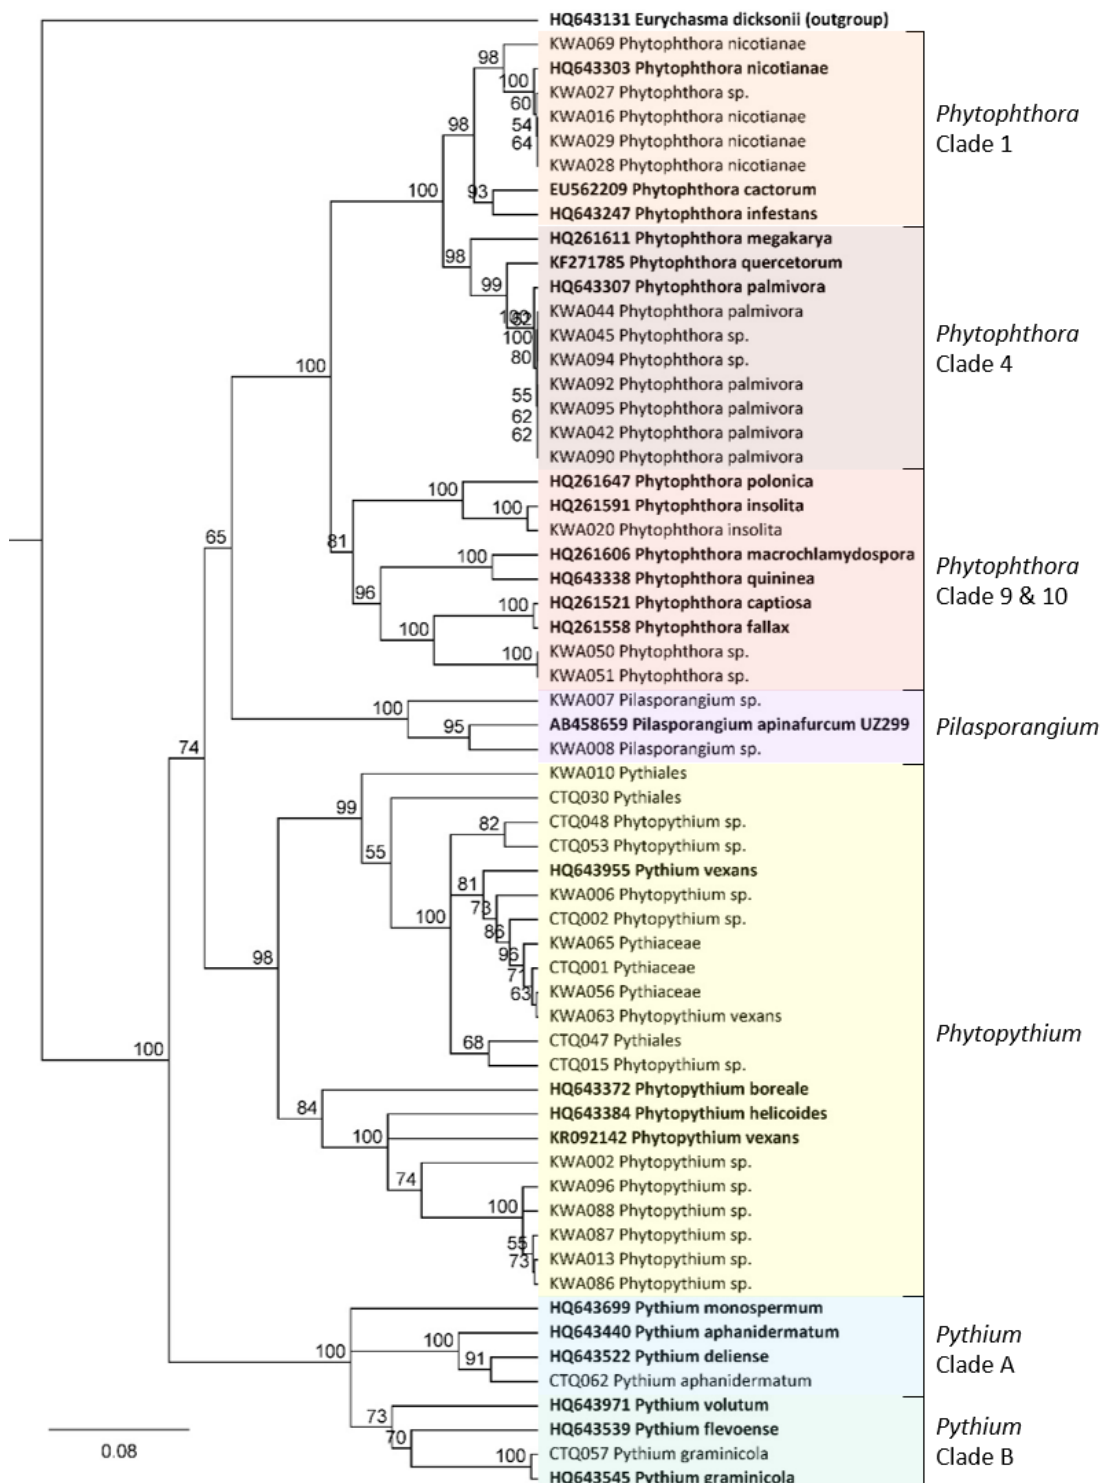 HQ643131 Eurychasma dicksonii (outgroup)
KWA069 Phytophthora nicotianae
98
HQ643303 Phytophthora nicotianae
100
KWA027 Phytophthora sp.
60
KWA016 Phytophthora nicotianae
Phytophthora
Clade 1
98
54
KWA029 Phytophthora nicotianae
64
KWA028 Phytophthora nicotianae
100
93
EU562209 Phytophthora cactorum
HQ643247 Phytophthora infestans
HQ261611 Phytophthora megakarya
98
KF271785 Phytophthora quercetorum
99
HQ643307 Phytophthora palmivora
KWA044 Phytophthora palmivora
100
62
KWA045 Phytophthora sp.
100
Phytophthora
Clade 4
KWA094 Phytophthora sp.
80
100
KWA092 Phytophthora palmivora
55
KWA095 Phytophthora palmivora
62
KWA042 Phytophthora palmivora
62
KWA090 Phytophthora palmivora
HQ261647 Phytophthora polonica
100
HQ261591 Phytophthora insolita
100
KWA020 Phytophthora insolita
65
81
HQ261606 Phytophthora macrochlamydospora
100
Phytophthora
Clade 9 & 10
HQ643338 Phytophthora quininea
96
HQ261521 Phytophthora captiosa
100
HQ261558 Phytophthora fallax
100
KWA050 Phytophthora sp.
100
KWA051 Phytophthora sp.
KWA007 Pilasporangium sp.
100
AB458659 Pilasporangium apinafurcum UZ299
95
Pilasporangium
KWA008 Pilasporangium sp.
74
KWA010 Pythiales
CTQ030 Pythiales
99
CTQ048 Phytopythium sp.
82
CTQ053 Phytopythium sp.
55
HQ643955 Pythium vexans
81
KWA006 Phytopythium sp.
73
CTQ002 Phytopythium sp.
100
86
KWA065 Pythiaceae
96
CTQ001 Pythiaceae
98
71
KWA056 Pythiaceae
63
KWA063 Phytopythium vexans
Phytopythium
CTQ047 Pythiales
68
100
CTQ015 Phytopythium sp.
HQ643372 Phytopythium boreale
84
HQ643384 Phytopythium helicoides
KR092142 Phytopythium vexans
100
KWA002 Phytopythium sp.
74
KWA096 Phytopythium sp.
100
KWA088 Phytopythium sp.
KWA087 Phytopythium sp.
55
KWA013 Phytopythium sp.
73
KWA086 Phytopythium sp.
HQ643699 Pythium monospermum
HQ643440 Pythium aphanidermatum
Pythium
Clade A
100
100
HQ643522 Pythium deliense
91
CTQ062 Pythium aphanidermatum
HQ643971 Pythium volutum
73
HQ643539 Pythium flevoense
70
Pythium
Clade B
0.08
CTQ057 Pythium graminicola
100
HQ643545 Pythium graminicola